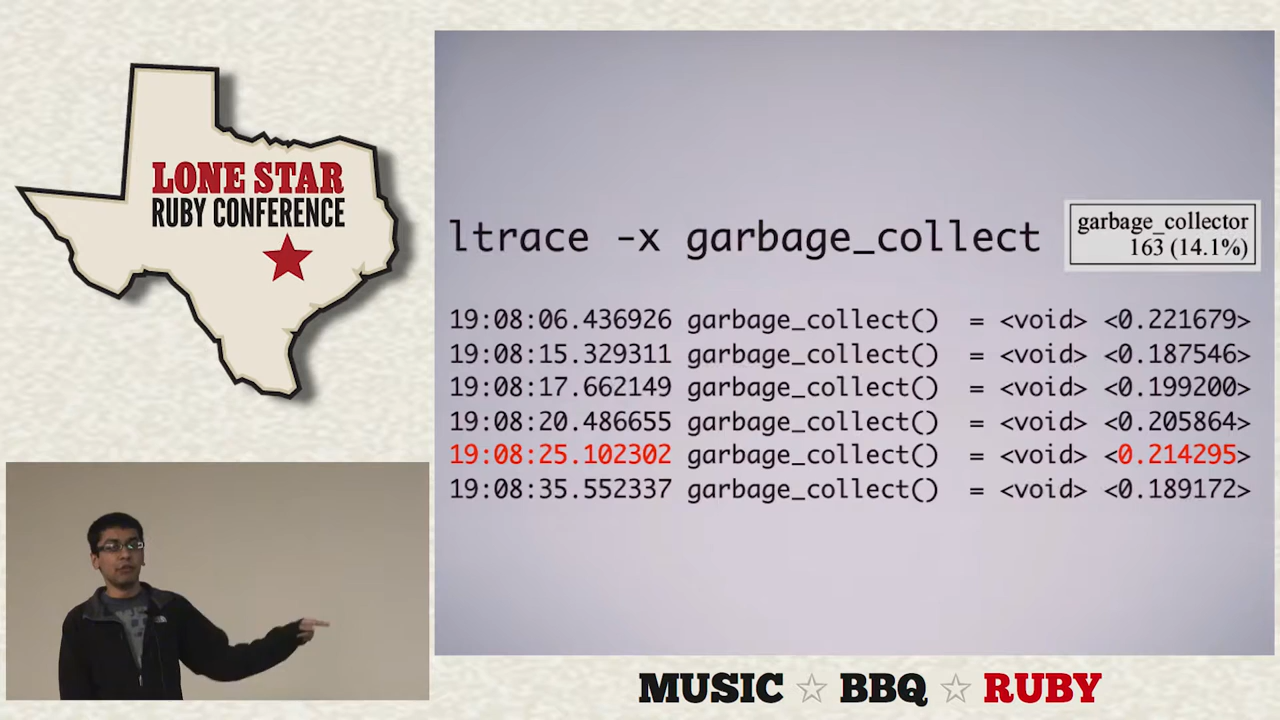 LONE STAR
RUBY CONFERENCE
ltrace -x garbage_collect
garbage_collector
163 (14.1%)
19:08:06.436926 garbage_collect() = <void> <0.221679>
19:08:15.329311 garbage_collect() = <void> <0.187546>
19:08:17.662149 garbage_collect() = <void> <0.199200>
19:08:20.486655 garbage_collect() = <void> <0.205864>
19:08:25.102302 garbage_collect() = <void> <0.214295>
19:08:35.552337 garbage_collect() = <void> <0.189172>
MUSIC ☆ BBQ ☆ RUBY